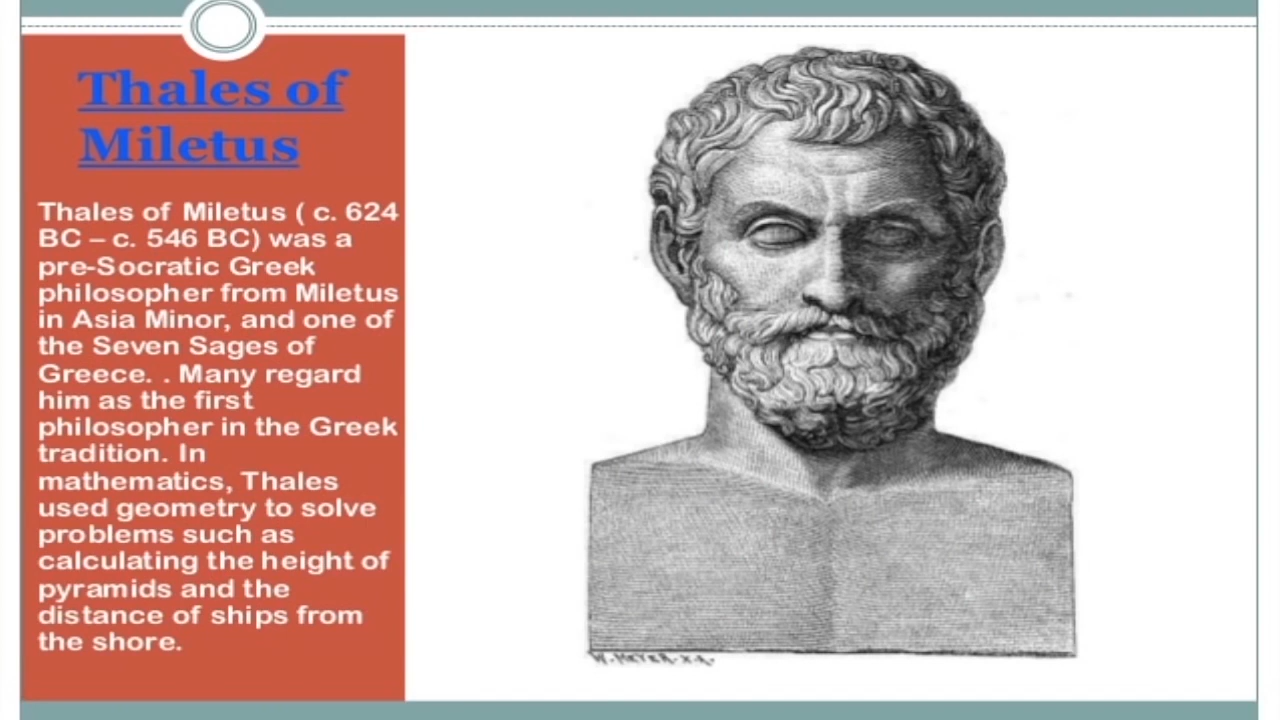 Thales of
Miletus
Thales of Miletus ( c. 624
BC – c. 546 BC) was a
pre-Socratic Greek
philosopher from Miletus
in Asia Minor, and one of
the Seven Sages of
Greece. . Many regard
him as the first
philosopher in the Greek
tradition. In
mathematics, Thales
used geometry to solve
problems such as
calculating the height of
pyramids and the
distance of ships from
the shore.
W. MEYER. X.A.